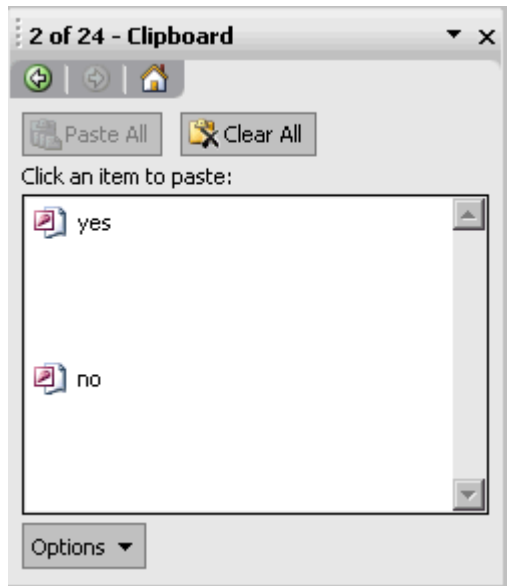 2 of 24 - Clipboard
Paste All Clear All
Click an item to paste:
yes
no
Options